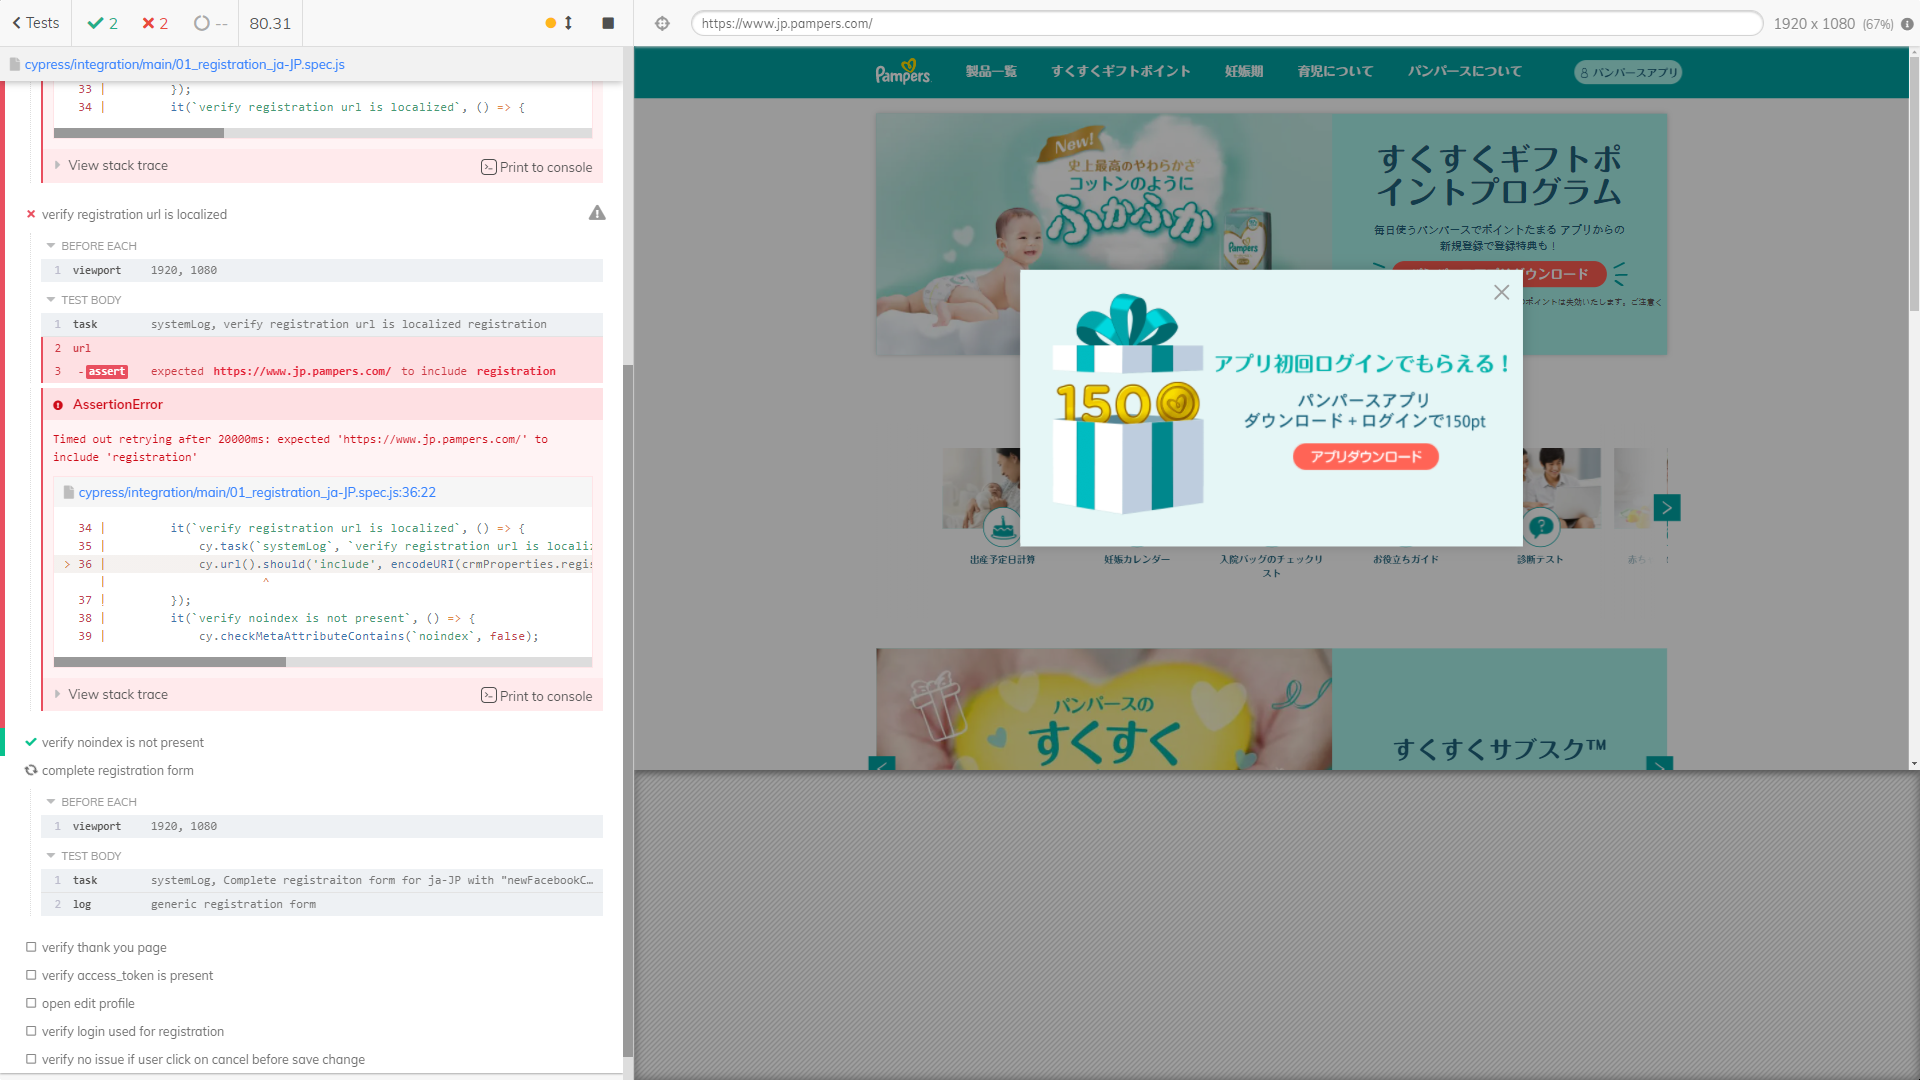 Tests
2
2
--
80.31
https://www.jp.pampers.com/
1920 x 1080 (67%)
cypress/integration/main/01_registration_ja-JP.spec.js
33 | });
34 | it(`verify registration url is localized`, () => {
View stack trace
Print to console
verify registration url is localized
BEFORE EACH
1 viewport 1920, 1080
TEST BODY
1 task systemLog, verify registration url is localized registration
2 url
3 -assert expected https://www.jp.pampers.com/ to include registration
AssertionError
Timed out retrying after 20000ms: expected 'https://www.jp.pampers.com/' to
include 'registration'
cypress/integration/main/01_registration_ja-JP.spec.js:36:22
34 | it(`verify registration url is localized`, () => {
35 | cy.task(`systemLog`, `verify registration url is locali
> 36 | cy.url().should('include', encodeURI(crmProperties.regis
| ^
37 | });
38 | it(`verify noindex is not present`, () => {
39 | cy.checkMetaAttributeContains(`noindex`, false);
View stack trace
Print to console
verify noindex is not present
complete registration form
BEFORE EACH
1 viewport 1920, 1080
TEST BODY
1 task systemLog, Complete registraiton form for ja-JP with "newFacebookC…
2 log generic registration form
verify thank you page
verify access_token is present
open edit profile
verify login used for registration
verify no issue if user click on cancel before save change
Pampers
製品一覧
すくすくギフトポイント
妊娠期
育児について
パンパースについて
パンパースアプリ
New!
史上最高のやわらかさ
コットンのように
ふかふか
Pampers
すくすくギフトポ
イントプログラム
毎日使うパンパースでポイントたまる アプリからの
新規登録で登録特典も！
ダウンロード
ポイントは失効いたします。ご注意く
アプリ初回ログインでもらえる！
150
パンパースアプリ
ダウンロード + ログインで150pt
アプリダウンロード
出産予定日計算
妊娠カレンダー
入院バッグのチェックリ
スト
お役立ちガイド
診断テスト
赤ち
パンパースの
すくすく
すくすくサブスク™